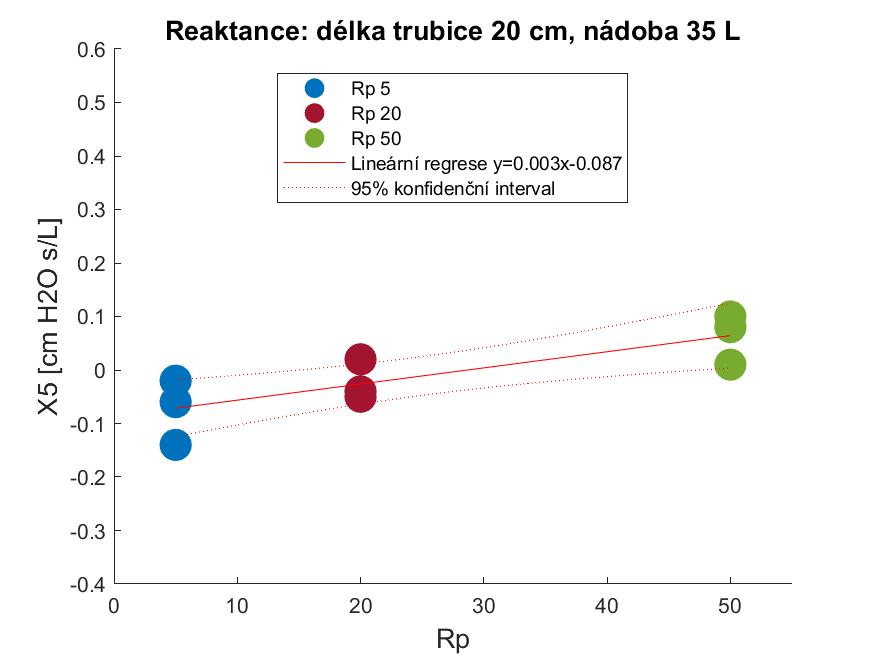 Reaktance: délka trubice 20 cm, nádoba 35 L
Rp 5
Rp 20
Rp 50
Lineární regrese y=0.003x-0.087
95% konfidenční interval
X5 [cm H2O s/L]
0.6
0.5
0.4
0.3
0.2
0.1
0
-0.1
-0.2
-0.3
-0.4
0 10 20 30 40 50
Rp